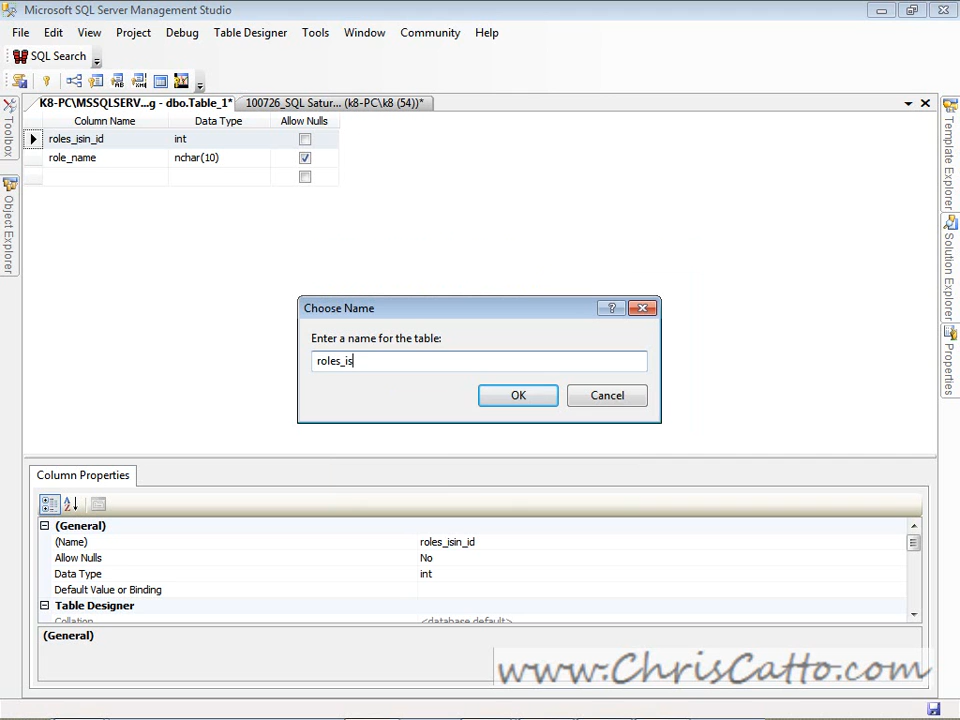 Microsoft SQL Server Management Studio
File Edit View Project Debug Table Designer Tools Window Community Help
SQL Search
K8-PC\MSSQLSERV...g - dbo.Table_1* 100726_SQL Satur... (k8-PC\k8 (54))*
Column Name Data Type Allow Nulls
roles_isin_id int
role_name nchar(10)
Toolbox
Object Explorer
Template Explorer
Solution Explorer
Properties
Choose Name
Enter a name for the table:
roles_is
OK Cancel
Column Properties
(General)
(Name) roles_isin_id
Allow Nulls No
Data Type int
Default Value or Binding
Table Designer
Collation <database default>
(General)
www.ChrisCatto.com